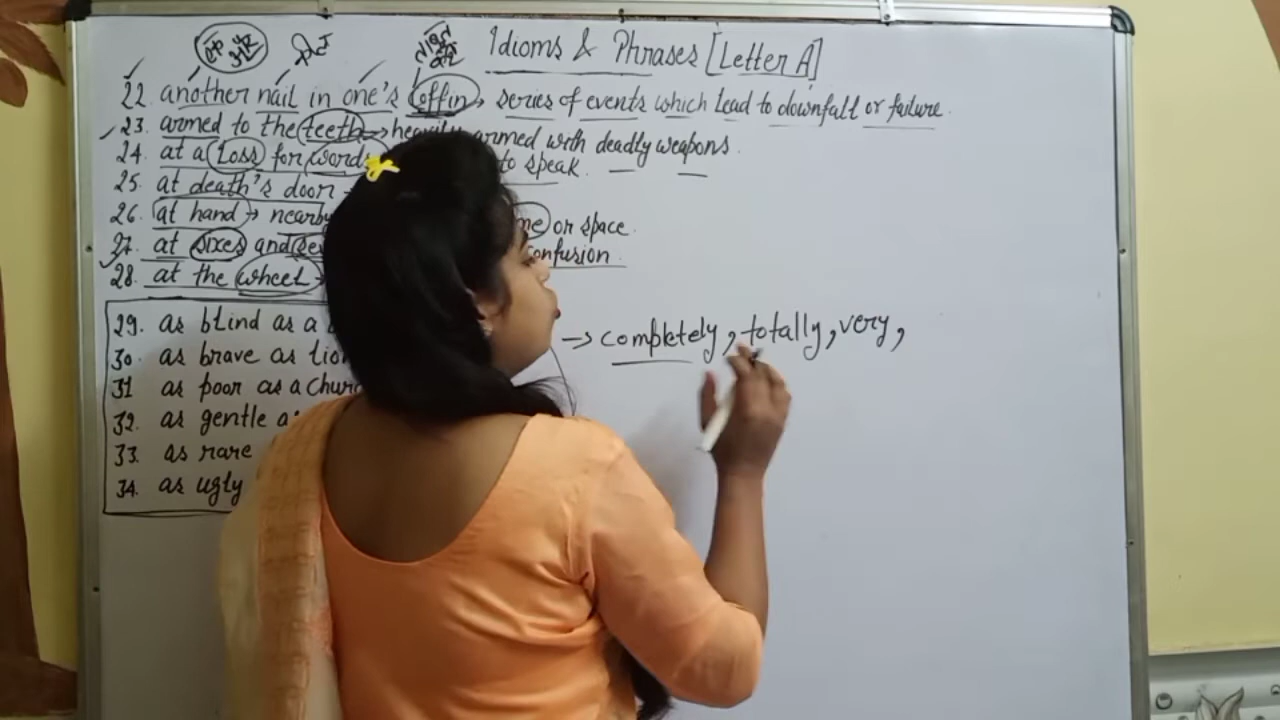 Idioms & Phrases [Letter A]
22. another nail in one's coffin → series of events which lead to downfall or failure.
23. armed to the teeth → heavily armed with deadly weapons.
24. at a loss for words to speak.
25. at death's door
26. at hand → nearby or space
27. at sixes and confusion.
28. at the wheel →
29. as blind as a
30. as brave as lion
31 as poor as a
32. as gentle
33. as rare
34. as ugly
→ completely, totally, very,